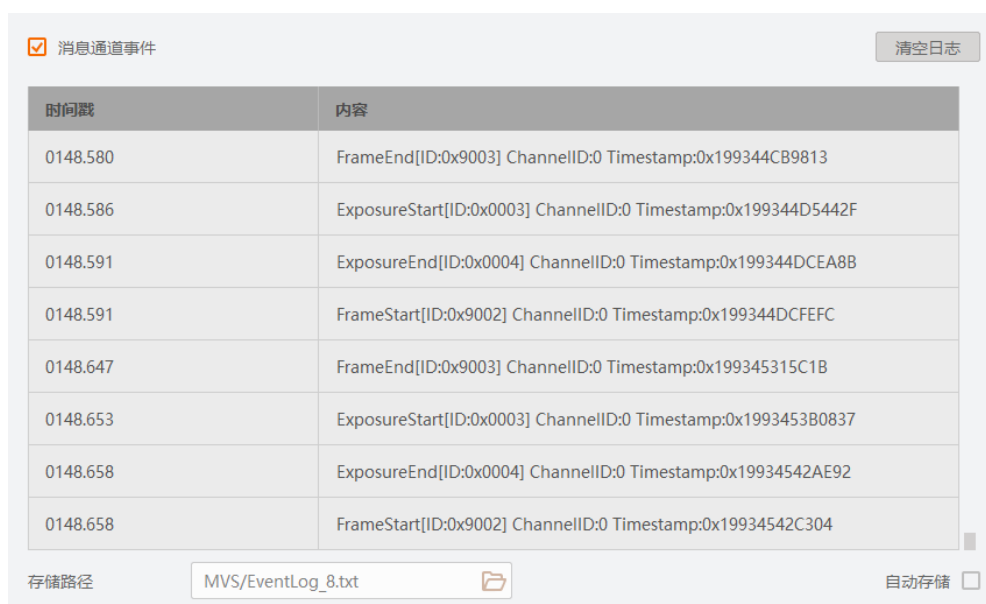 消息通道事件 清空日志
时间戳 内容
0148.580 FrameEnd[ID:0x9003] ChannelID:0 Timestamp:0x199344CB9813
0148.586 ExposureStart[ID:0x0003] ChannelID:0 Timestamp:0x199344D5442F
0148.591 ExposureEnd[ID:0x0004] ChannelID:0 Timestamp:0x199344DCEA8B
0148.591 FrameStart[ID:0x9002] ChannelID:0 Timestamp:0x199344DCFEFC
0148.647 FrameEnd[ID:0x9003] ChannelID:0 Timestamp:0x199345315C1B
0148.653 ExposureStart[ID:0x0003] ChannelID:0 Timestamp:0x1993453B0837
0148.658 ExposureEnd[ID:0x0004] ChannelID:0 Timestamp:0x19934542AE92
0148.658 FrameStart[ID:0x9002] ChannelID:0 Timestamp:0x19934542C304
存储路径 MVS/EventLog_8.txt 自动存储